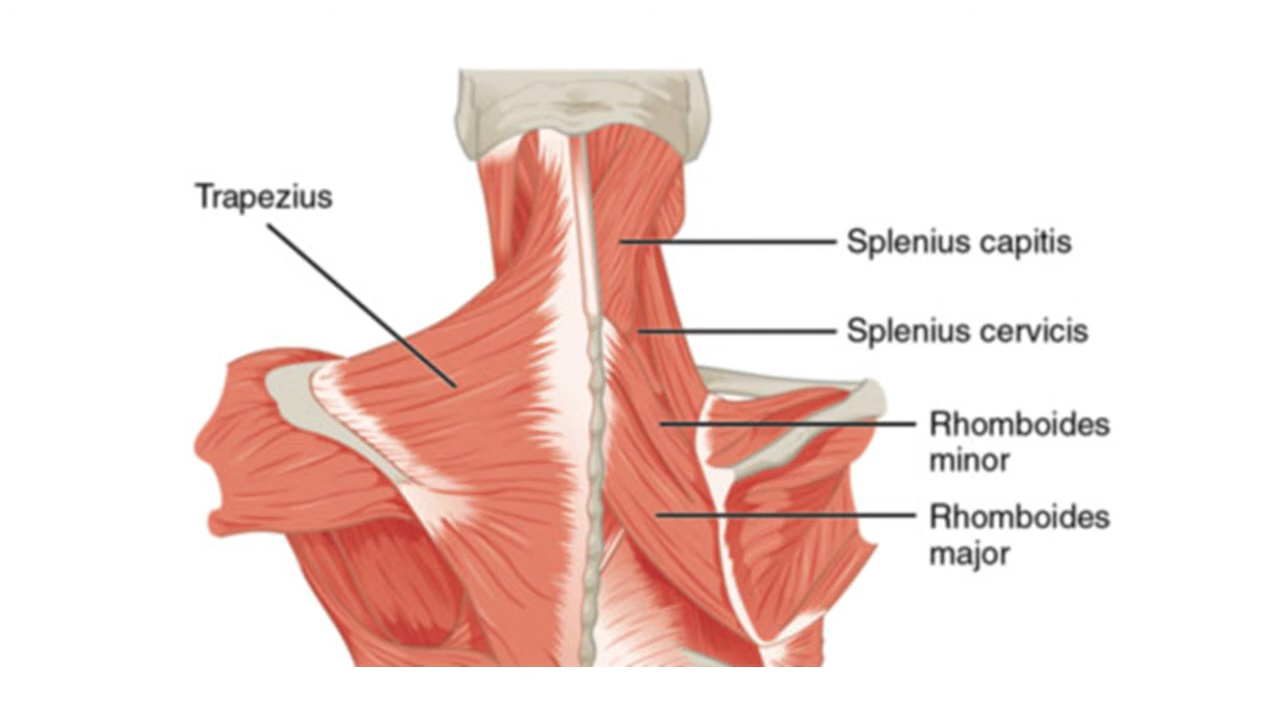 Trapezius
Splenius capitis
Splenius cervicis
Rhomboides
minor
Rhomboides
major